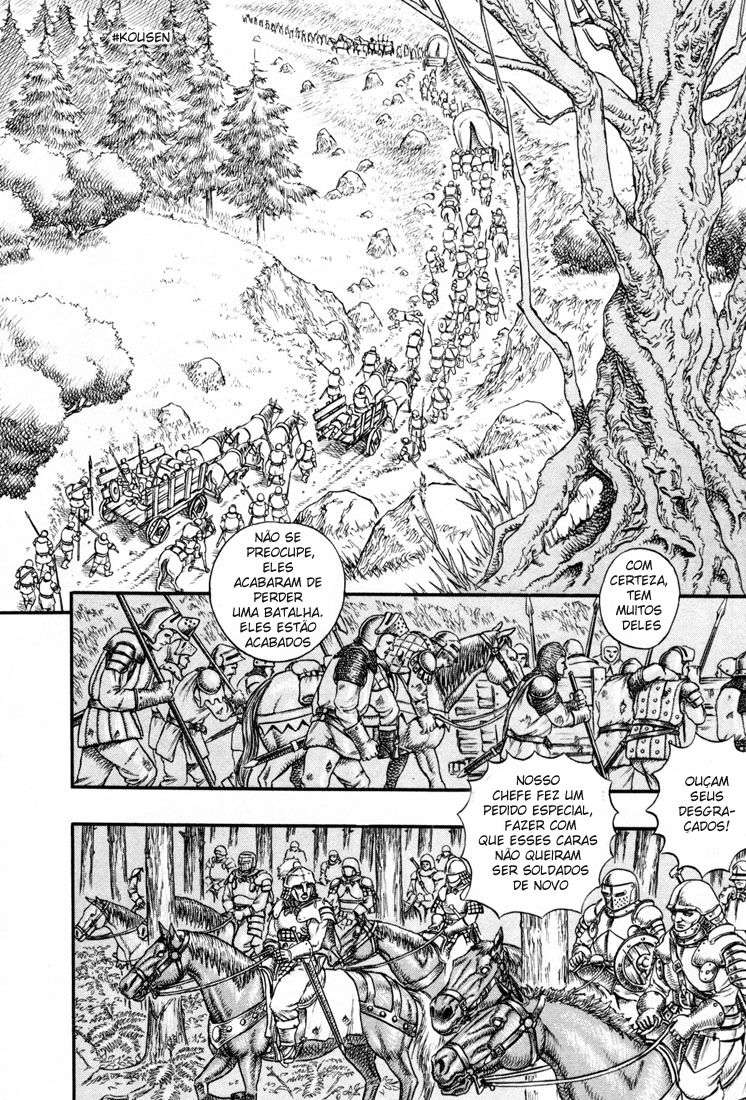 #KOUSEN
COM
CERTEZA,
TEM
MUITOS
DELES
NÃO SE
PREOCUPE,
ELES
ACABARAM DE
PERDER
UMA BATALHA.
ELES ESTÃO
ACABADOS
OUÇAM
SEUS
DESGRA-
ÇADOS!
NOSSO
CHEFE FEZ UM
PEDIDO ESPECIAL,
FAZER COM
QUE ESSES CARAS
NÃO QUEIRAM
SER SOLDADOS
DE NOVO